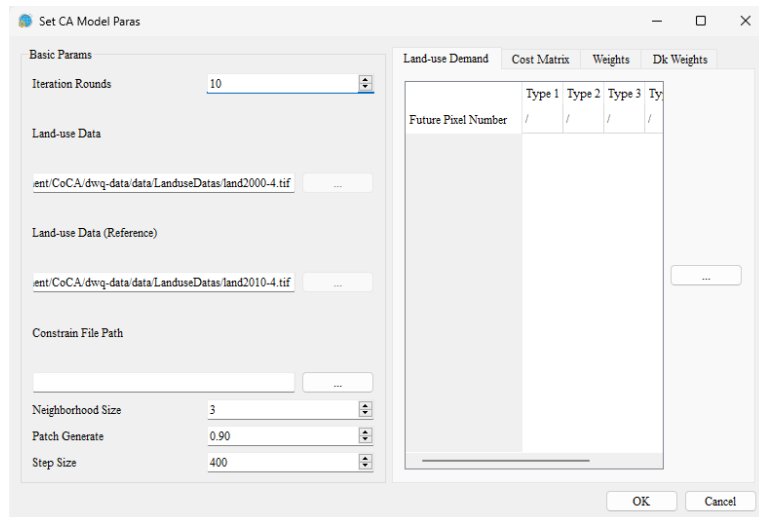 Set CA Model Paras
Basic Params
Iteration Rounds 10
Land-use Data
ent/CoCA/dwq-data/data/LanduseDatas/land2000-4.tif ...
Land-use Data (Reference)
ent/CoCA/dwq-data/data/LanduseDatas/land2010-4.tif ...
Constrain File Path
...
Neighborhood Size 3
Patch Generate 0.90
Step Size 400
Land-use Demand Cost Matrix Weights Dk Weights
Type 1 Type 2 Type 3 Ty
Future Pixel Number / / / /
...
OK Cancel